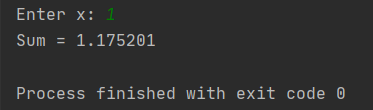 Enter x: 1
Sum = 1.175201
Process finished with exit code 0